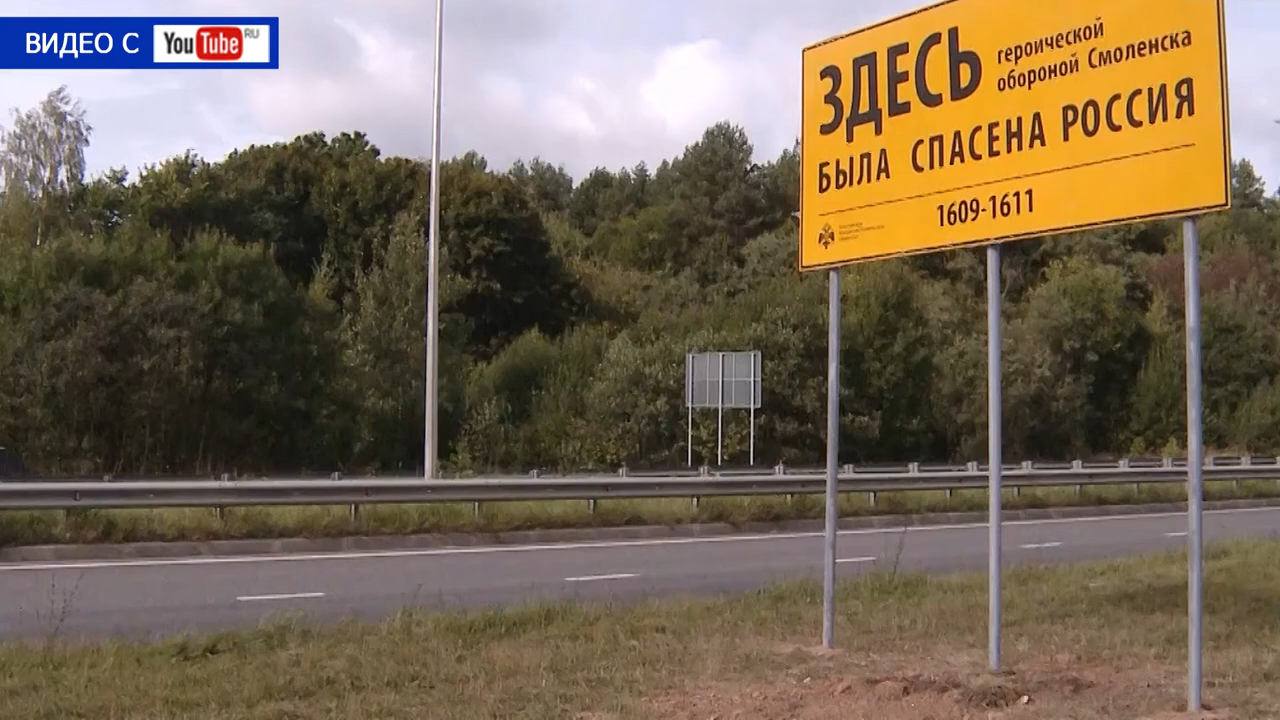 ВИДЕО С YouTube RU
ЗДЕСЬ героической
обороной Смоленска
БЫЛА СПАСЕНА РОССИЯ
1609-1611